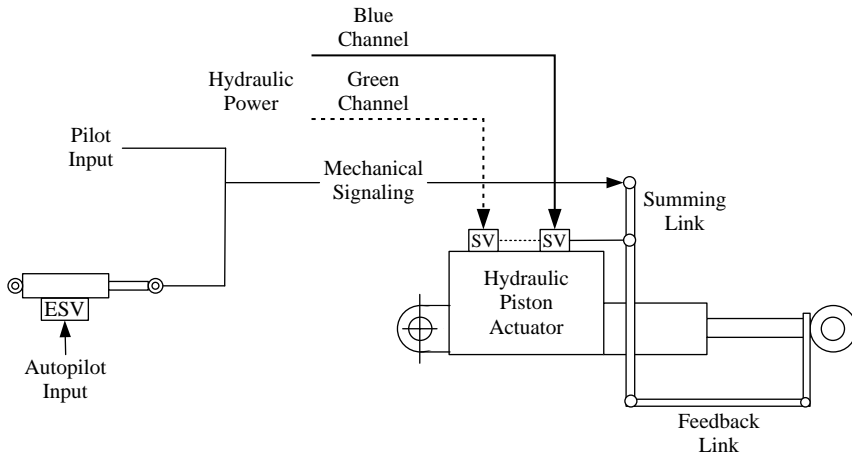 Blue
Channel
Hydraulic
Power
Green
Channel
Pilot
Input
Mechanical
Signaling
Summing
Link
SV
SV
Hydraulic
Piston
Actuator
ESV
Autopilot
Input
Feedback
Link